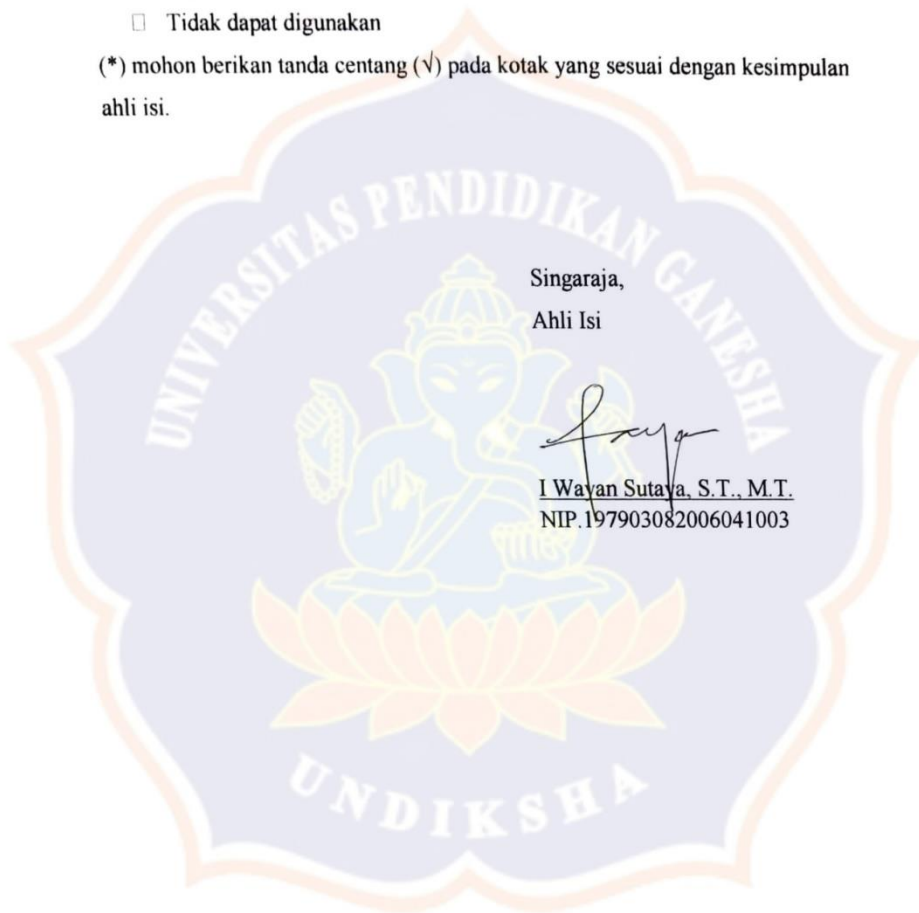 □ Tidak dapat digunakan
(*) mohon berikan tanda centang (√) pada kotak yang sesuai dengan kesimpulan
ahli isi.
UNIVERSITAS PENDIDIKAN GANESHA
Singaraja,
Ahli Isi
I Wayan Sutaya, S.T., M.T.
NIP.197903082006041003
UNDIKSHA